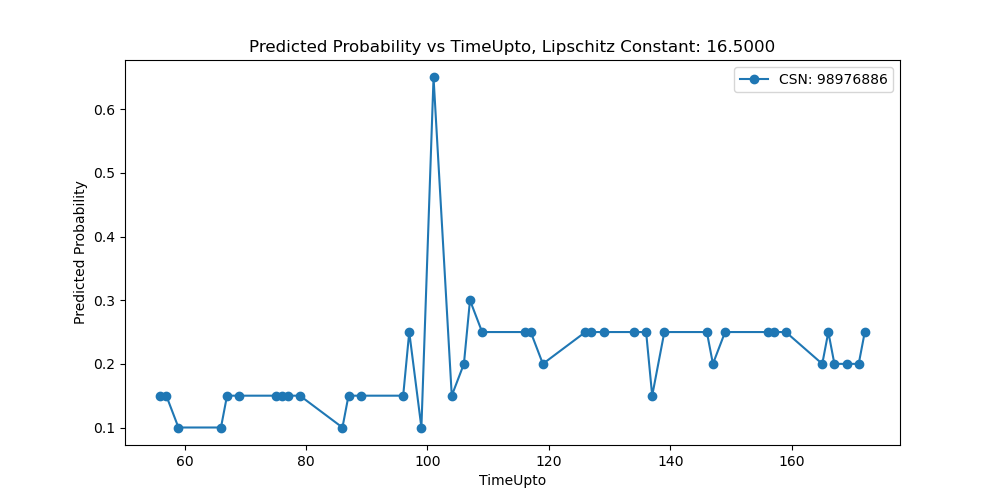 Predicted Probability vs TimeUpto, Lipschitz Constant: 16.5000
CSN: 98976886
Predicted Probability
0.6
0.5
0.4
0.3
0.2
0.1
60 80 100 120 140 160
TimeUpto